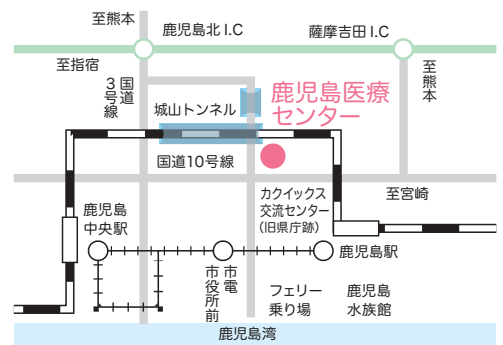 至熊本
鹿児島北I.C
薩摩吉田I.C
至指宿
国道
3号線
至熊本
城山トンネル
鹿児島医療
センター
国道10号線
カクイックス
交流センター
(旧県庁跡)
至宮崎
鹿児島
中央駅
市電
市役所前
鹿児島駅
フェリー
乗り場
鹿児島
水族館
鹿児島湾